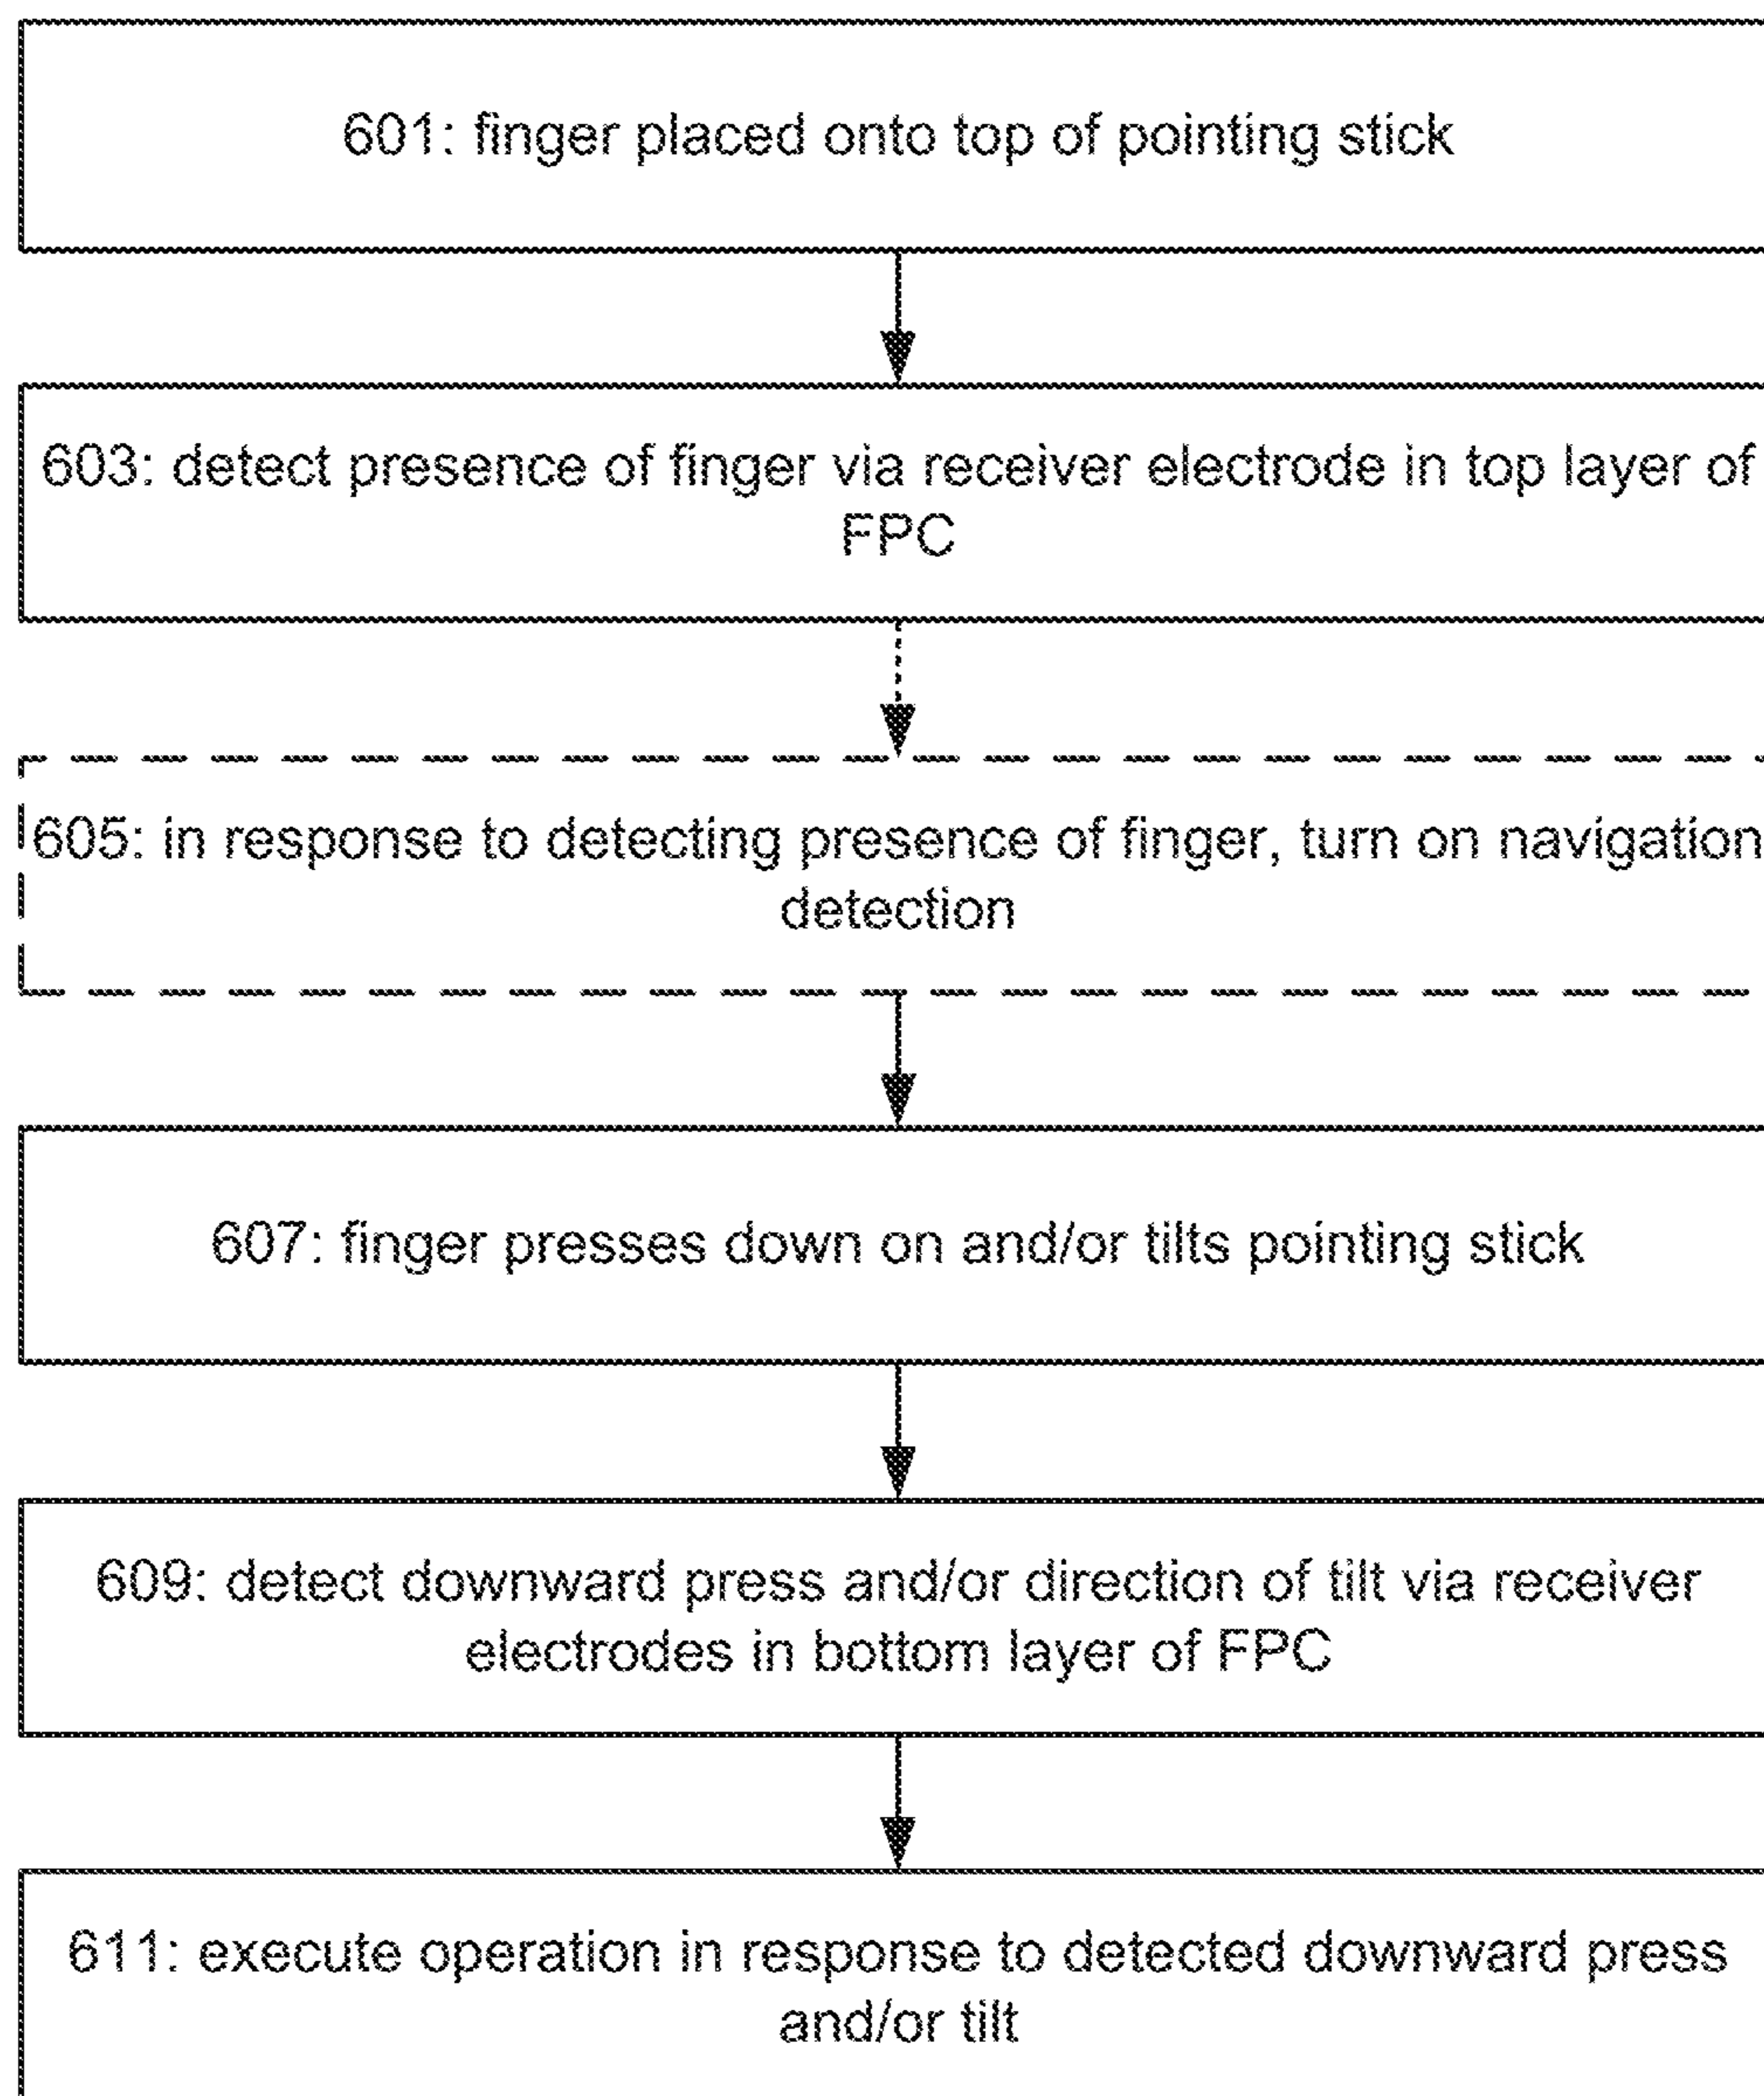 601: finger placed onto top of pointing stick
603: detect presence of finger via receiver electrode in top layer of
FPC
605: in response to detecting presence of finger, turn on navigation
detection
607: finger presses down on and/or tilts pointing stick
609: detect downward press and/or direction of tilt via receiver
electrodes in bottom layer of FPC
611: execute operation in response to detected downward press
and/or tilt